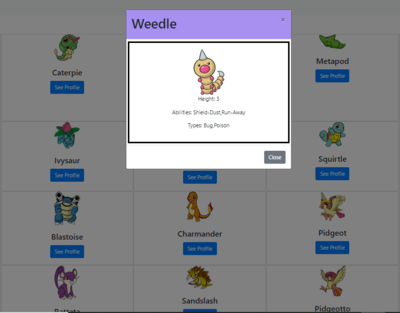 Weedle
×
Height: 3
Abilities: Shield-Dust,Run-Away
Types: Bug,Poison
Close
Caterpie
See Profile
Metapod
See Profile
Ivysaur
See Profile
See Profile
Squirtle
See Profile
Blastoise
See Profile
Charmander
See Profile
Pidgeot
See Profile
Rattata
Sandslash
Pidgeotto